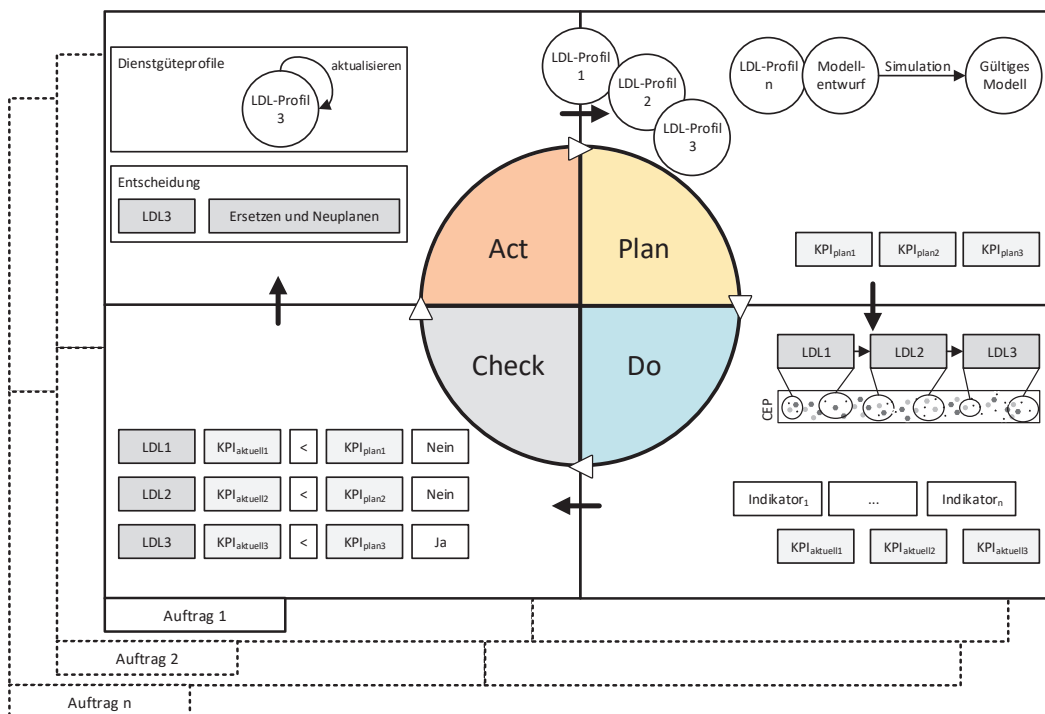 Dienstgüteprofile
aktualisieren
LDL-Profil
3
Entscheidung
LDL3
Ersetzen und Neuplanen
LDL-Profil
1
LDL-Profil
2
LDL-Profil
3
LDL-Profil
n
Modell-
entwurf
Simulation
Gültiges
Modell
KPIplan1
KPIplan2
KPIplan3
Act
Plan
Check
Do
LDL1
LDL2
LDL3
CEP
Indikator1
...
Indikatorn
KPIaktuell1
KPIaktuell2
KPIaktuell3
LDL1 KPIaktuell1 < KPIplan1 Nein
LDL2 KPIaktuell2 < KPIplan2 Nein
LDL3 KPIaktuell3 < KPIplan3 Ja
Auftrag 1
Auftrag 2
Auftrag n